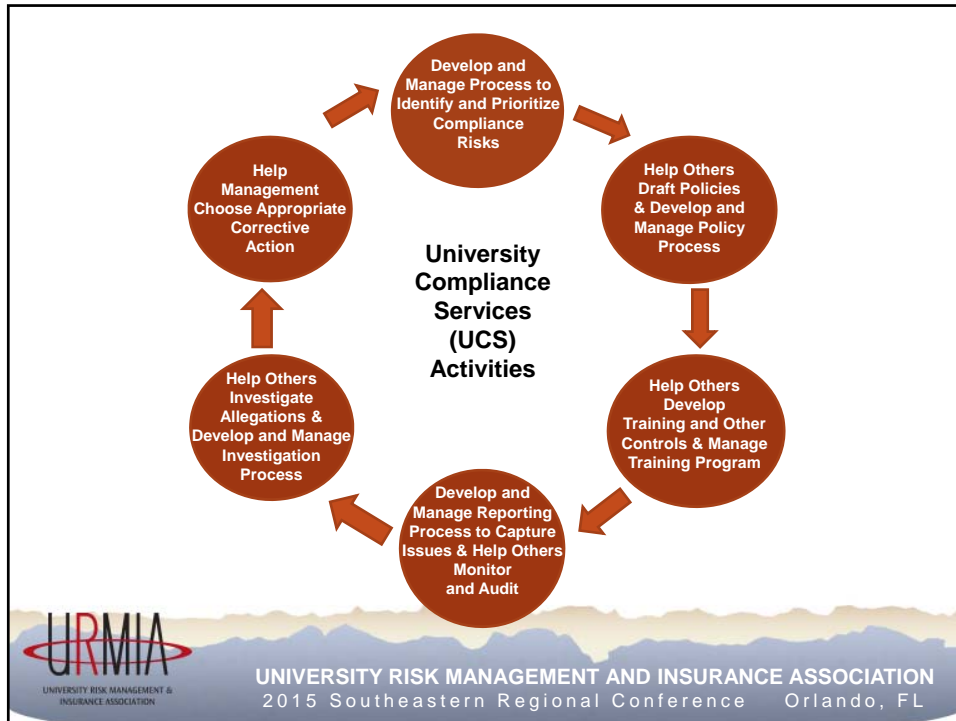 Develop and
Manage Process to
Identify and Prioritize
Compliance
Risks
Help Others
Draft Policies
& Develop and
Manage Policy
Process
Help Others
Develop
Training and Other
Controls & Manage
Training Program
Develop and
Manage Reporting
Process to Capture
Issues & Help Others
Monitor
and Audit
Help Others
Investigate
Allegations &
Develop and Manage
Investigation
Process
Help
Management
Choose Appropriate
Corrective
Action
University
Compliance
Services
(UCS)
Activities
URMIA
UNIVERSITY RISK MANAGEMENT &
INSURANCE ASSOCIATION
UNIVERSITY RISK MANAGEMENT AND INSURANCE ASSOCIATION
2015 Southeastern Regional Conference Orlando, FL